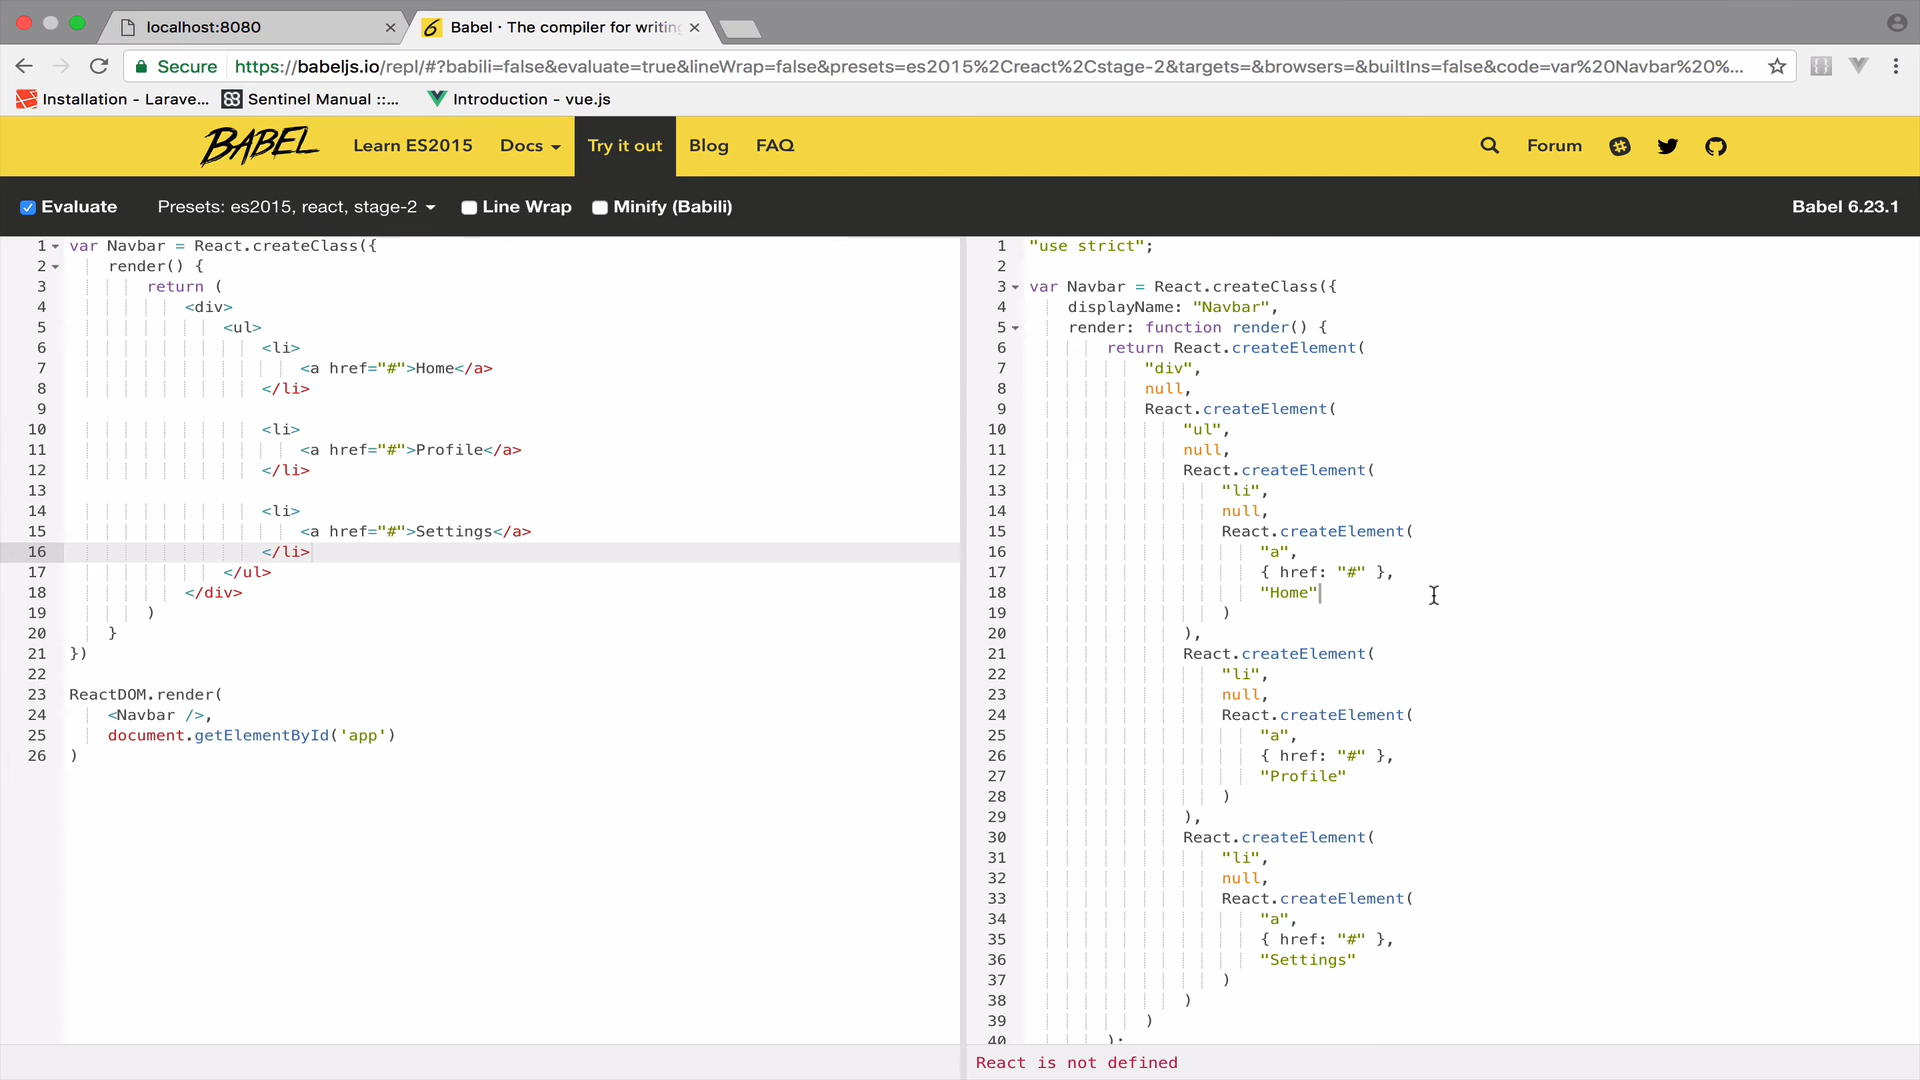 localhost:8080
Babel · The compiler for writing
Secure https://babeljs.io/repl/#?babili=false&evaluate=true&lineWrap=false&presets=es2015%2Creact%2Cstage-2&targets=&browsers=&builtIns=false&code=var%20Navbar%20%...
Installation - Larave... Sentinel Manual ::... Introduction - vue.js
BABEL Learn ES2015 Docs Try it out Blog FAQ Forum
Evaluate Presets: es2015, react, stage-2 Line Wrap Minify (Babili) Babel 6.23.1
1 var Navbar = React.createClass({
2 render() {
3 return (
4 <div>
5 <ul>
6 <li>
7 <a href="#">Home</a>
8 </li>
9
10 <li>
11 <a href="#">Profile</a>
12 </li>
13
14 <li>
15 <a href="#">Settings</a>
16 </li>
17 </ul>
18 </div>
19 )
20 }
21 })
22
23 ReactDOM.render(
24 <Navbar />,
25 document.getElementById('app')
26 )
1 "use strict";
2
3 var Navbar = React.createClass({
4 displayName: "Navbar",
5 render: function render() {
6 return React.createElement(
7 "div",
8 null,
9 React.createElement(
10 "ul",
11 null,
12 React.createElement(
13 "li",
14 null,
15 React.createElement(
16 "a",
17 { href: "#" },
18 "Home"
19 )
20 ),
21 React.createElement(
22 "li",
23 null,
24 React.createElement(
25 "a",
26 { href: "#" },
27 "Profile"
28 )
29 ),
30 React.createElement(
31 "li",
32 null,
33 React.createElement(
34 "a",
35 { href: "#" },
36 "Settings"
37 )
38 )
39 )
40 );
React is not defined